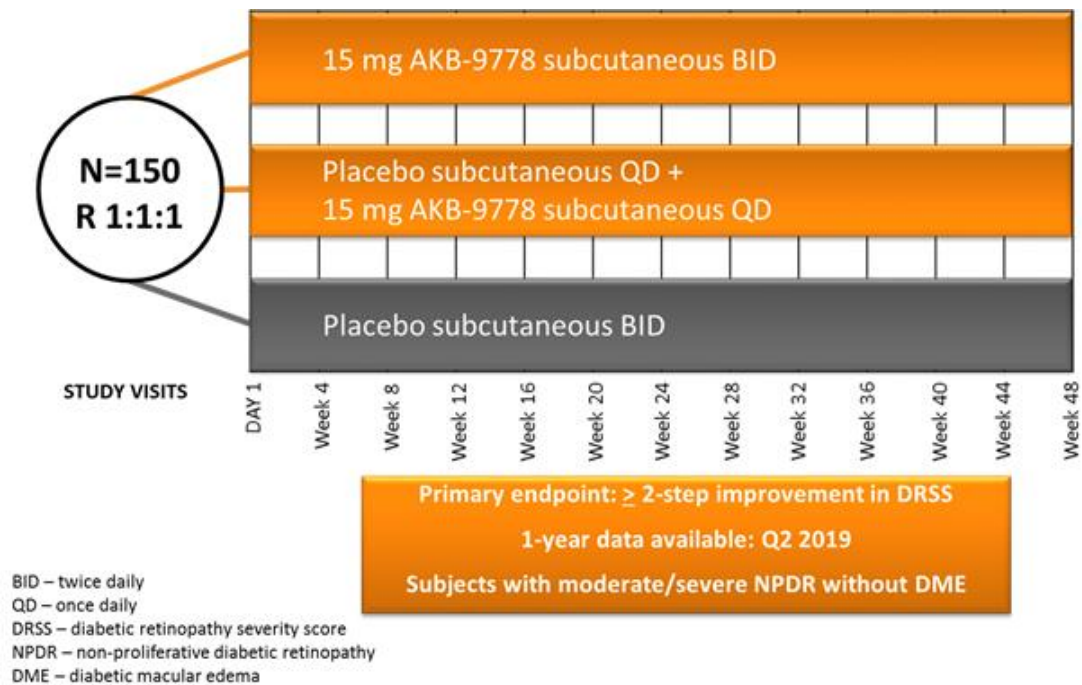 15 mg AKB-9778 subcutaneous BID
N=150
R 1:1:1
Placebo subcutaneous QD +
15 mg AKB-9778 subcutaneous QD
Placebo subcutaneous BID
STUDY VISITS
DAY 1
Week 4
Week 8
Week 12
Week 16
Week 20
Week 24
Week 28
Week 32
Week 36
Week 40
Week 44
Week 48
Primary endpoint: ≥ 2-step improvement in DRSS
1-year data available: Q2 2019
Subjects with moderate/severe NPDR without DME
BID – twice daily
QD – once daily
DRSS – diabetic retinopathy severity score
NPDR – non-proliferative diabetic retinopathy
DME – diabetic macular edema